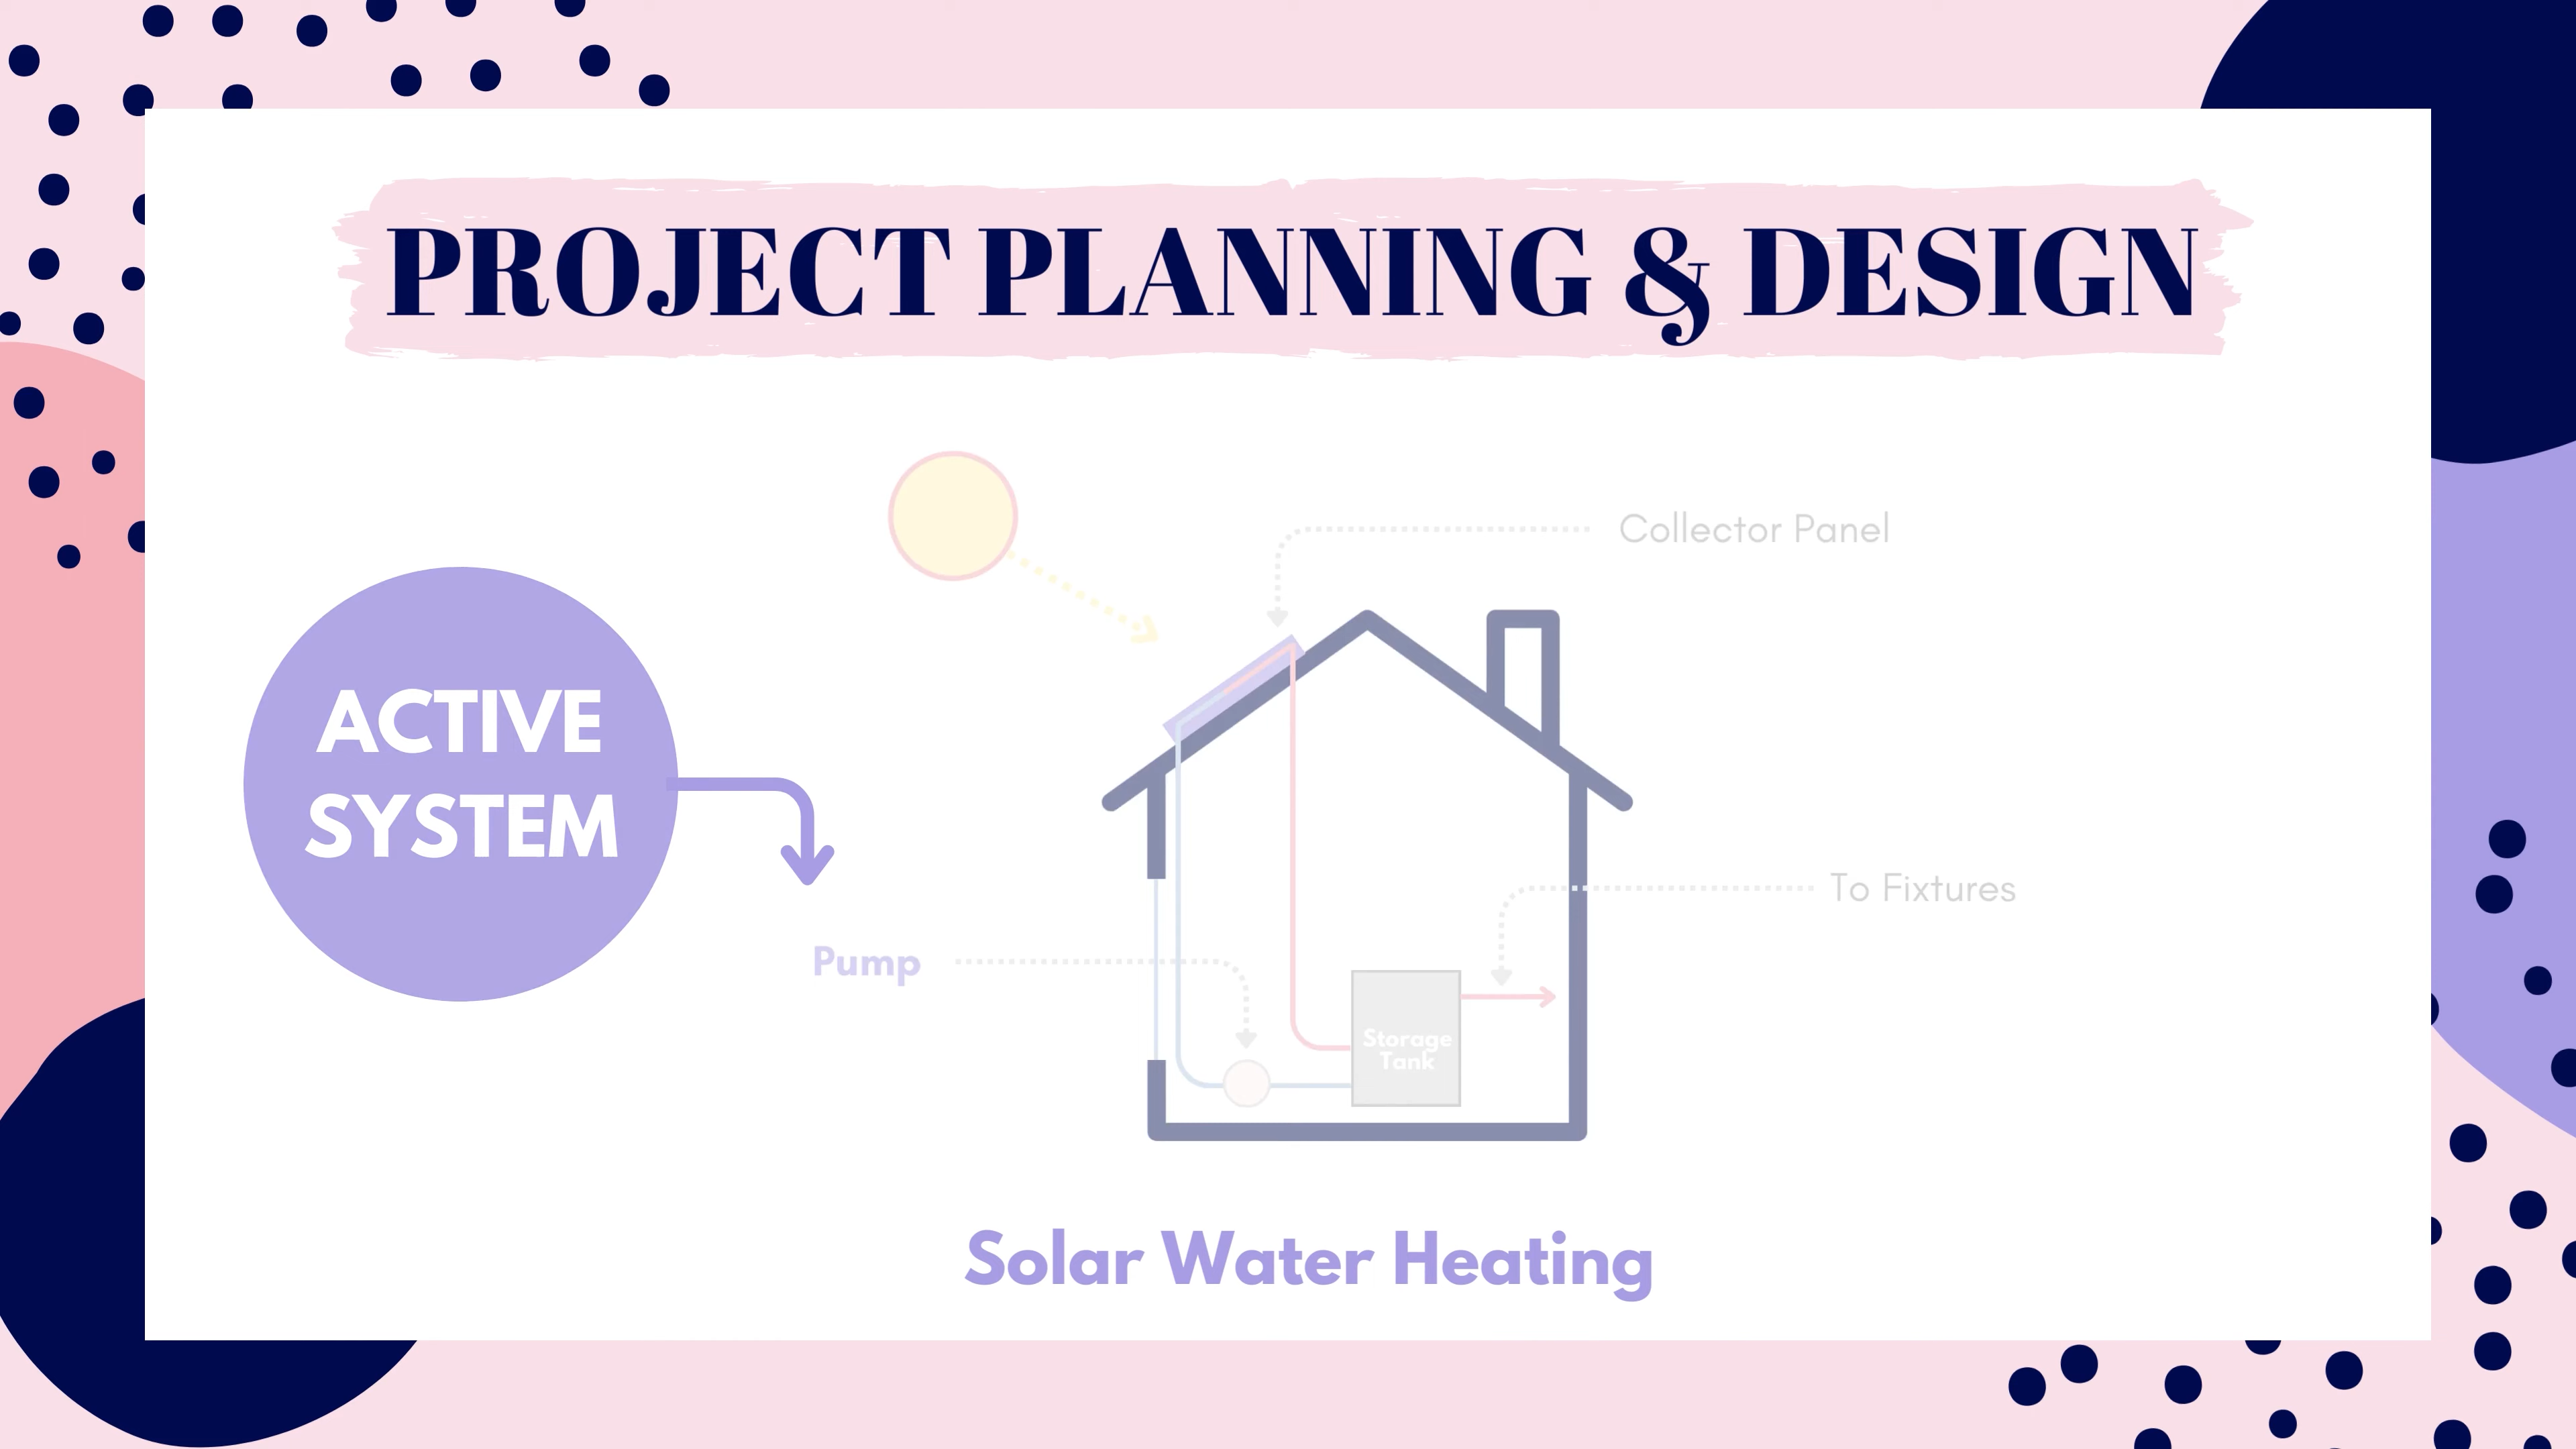 PROJECT PLANNING & DESIGN
Collector Panel
ACTIVE
SYSTEM
To Fixtures
Pump
Storage
Tank
Solar Water Heating